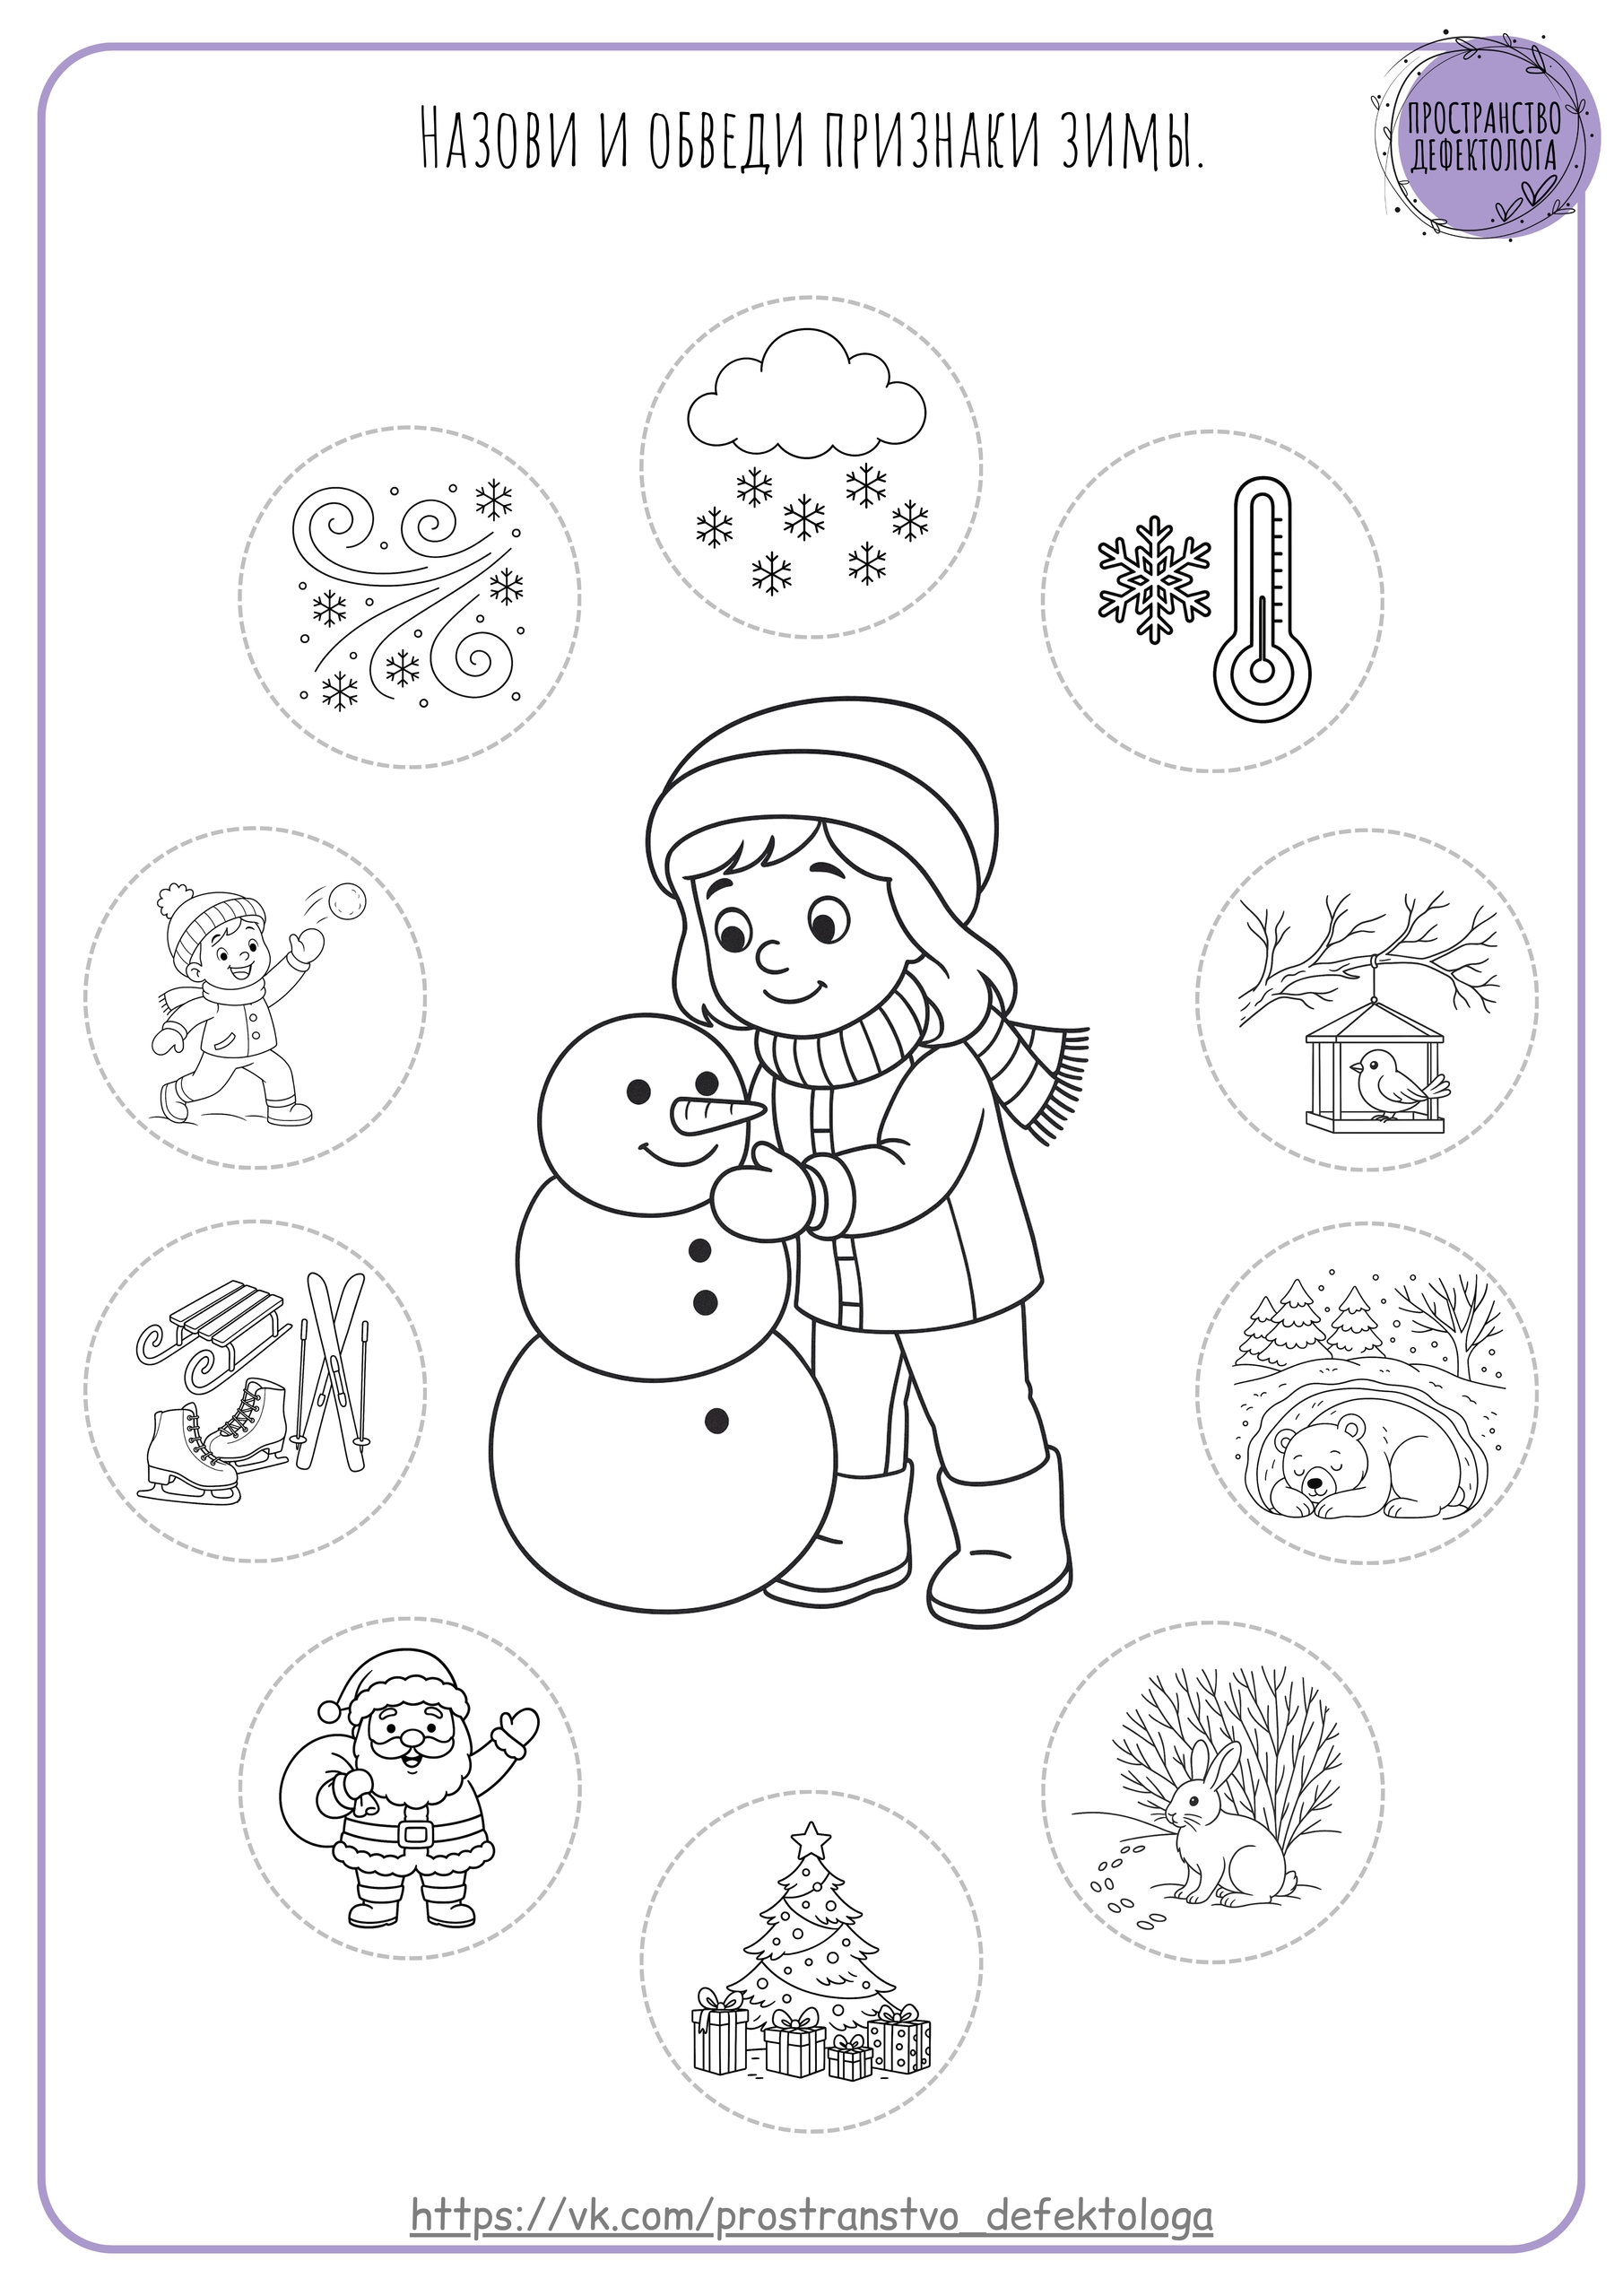 Назови и обведи признаки зимы.
ПРОСТРАНСТВО
ДЕФЕКТОЛОГА
https://vk.com/prostranstvo_defektologa